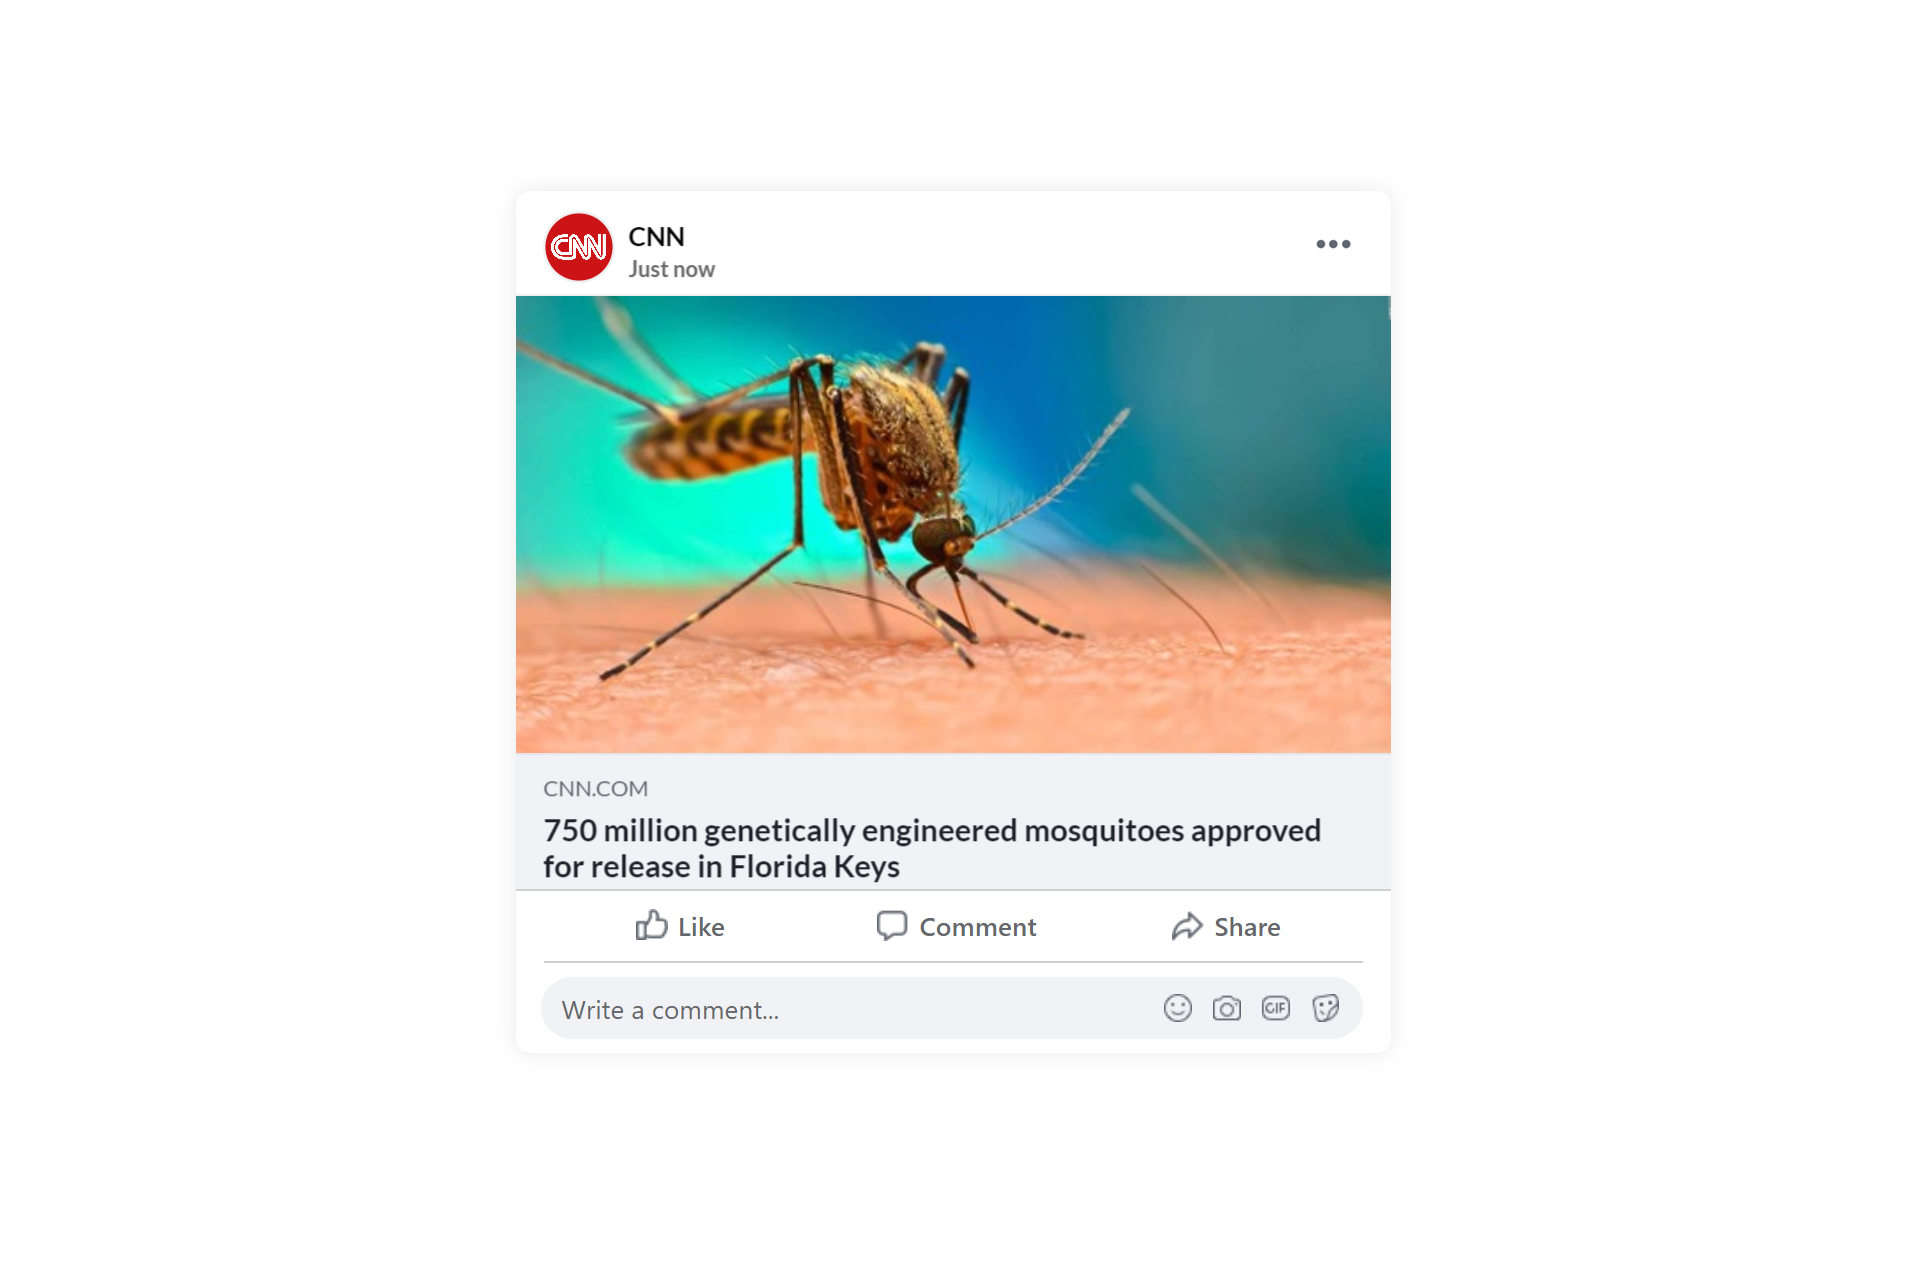 CNN
CNN
Just now
CNN.COM
750 million genetically engineered mosquitoes approved
for release in Florida Keys
Like
Comment
Share
Write a comment...
GIF